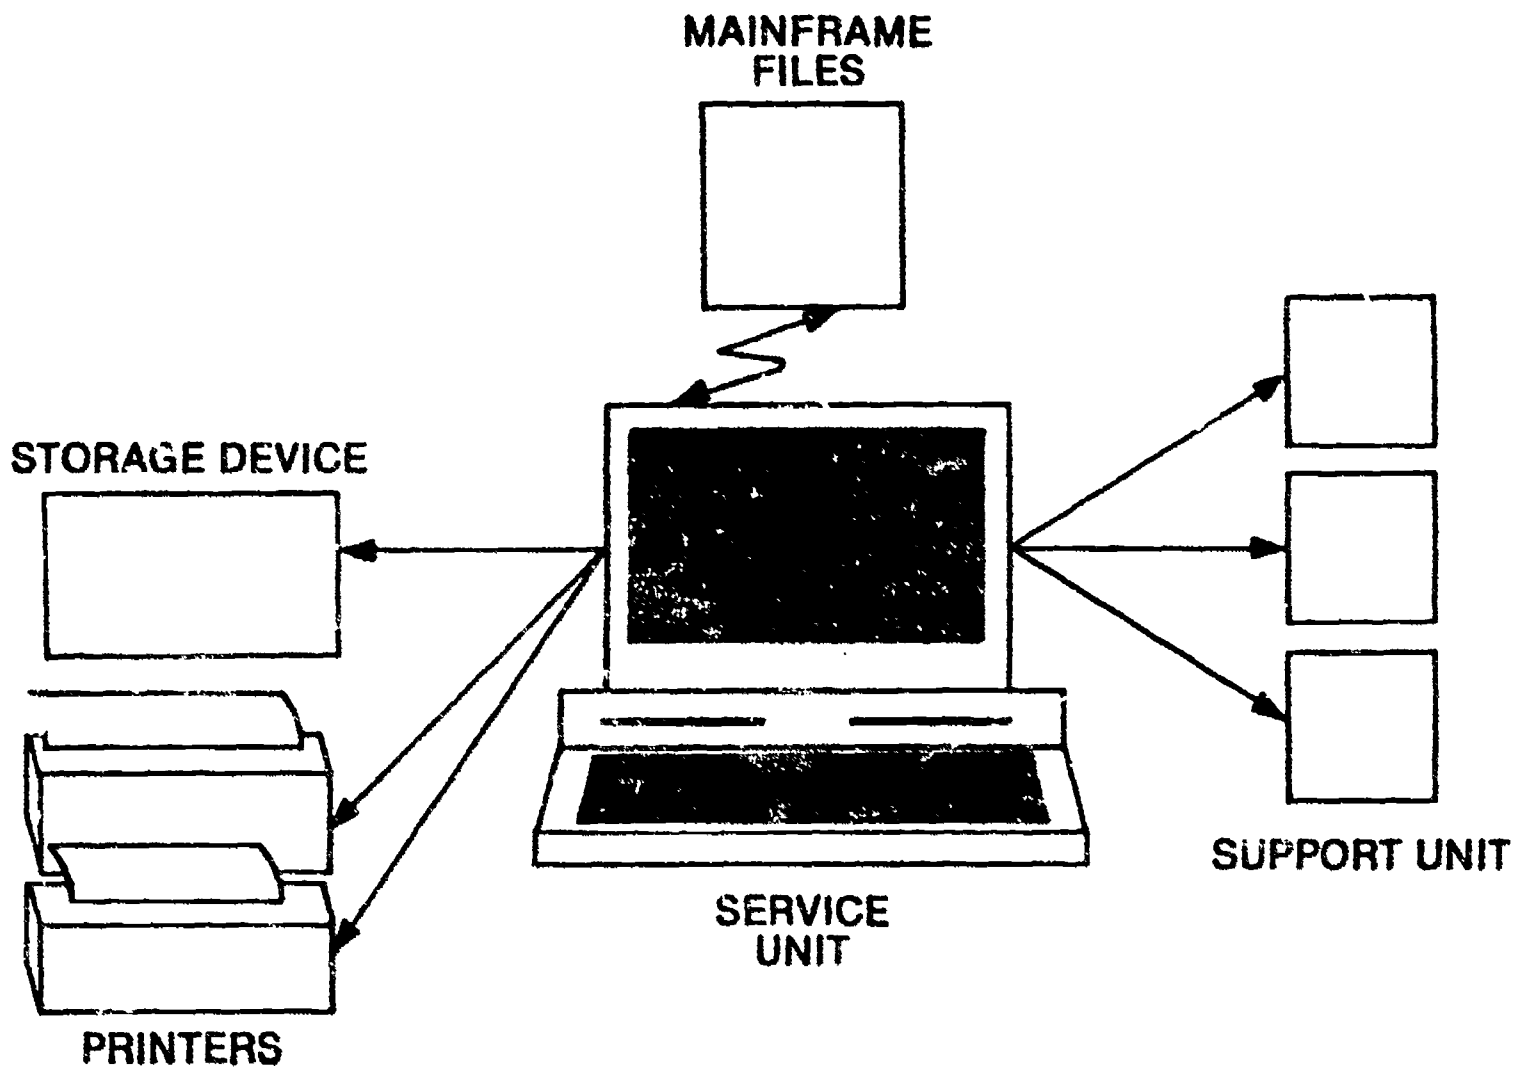 MAINFRAME
FILES
STORAGE DEVICE
SUPPORT UNIT
SERVICE
UNIT
PRINTERS